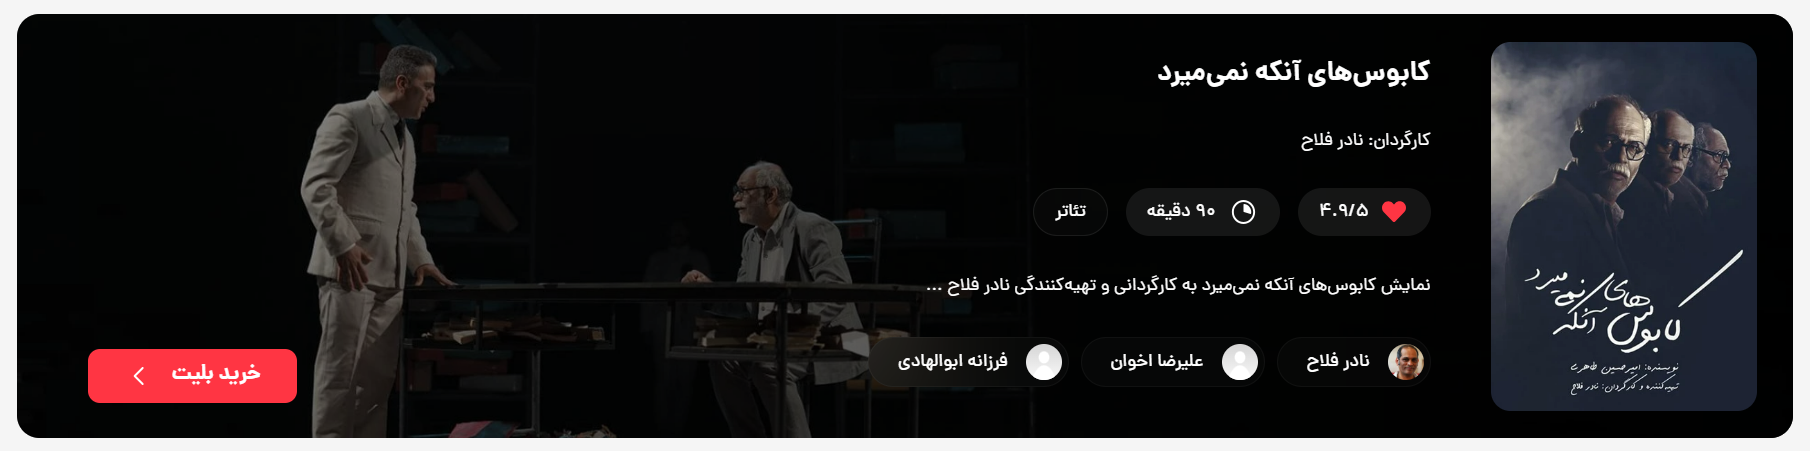 کابوس‌های آنکه نمی‌میرد
کارگردان: نادر فلاح
۴.۹/۵
۹۰ دقیقه
تئاتر
نمایش کابوس‌های آنکه نمی‌میرد به کارگردانی و تهیه‌کنندگی نادر فلاح ...
نادر فلاح
علیرضا اخوان
فرزانه ابوالهادی
خرید بلیت
کابوس‌های آنکه نمی‌میرد
نویسنده: امیرحسین طاهری
تهیه‌کننده و کارگردان: نادر فلاح